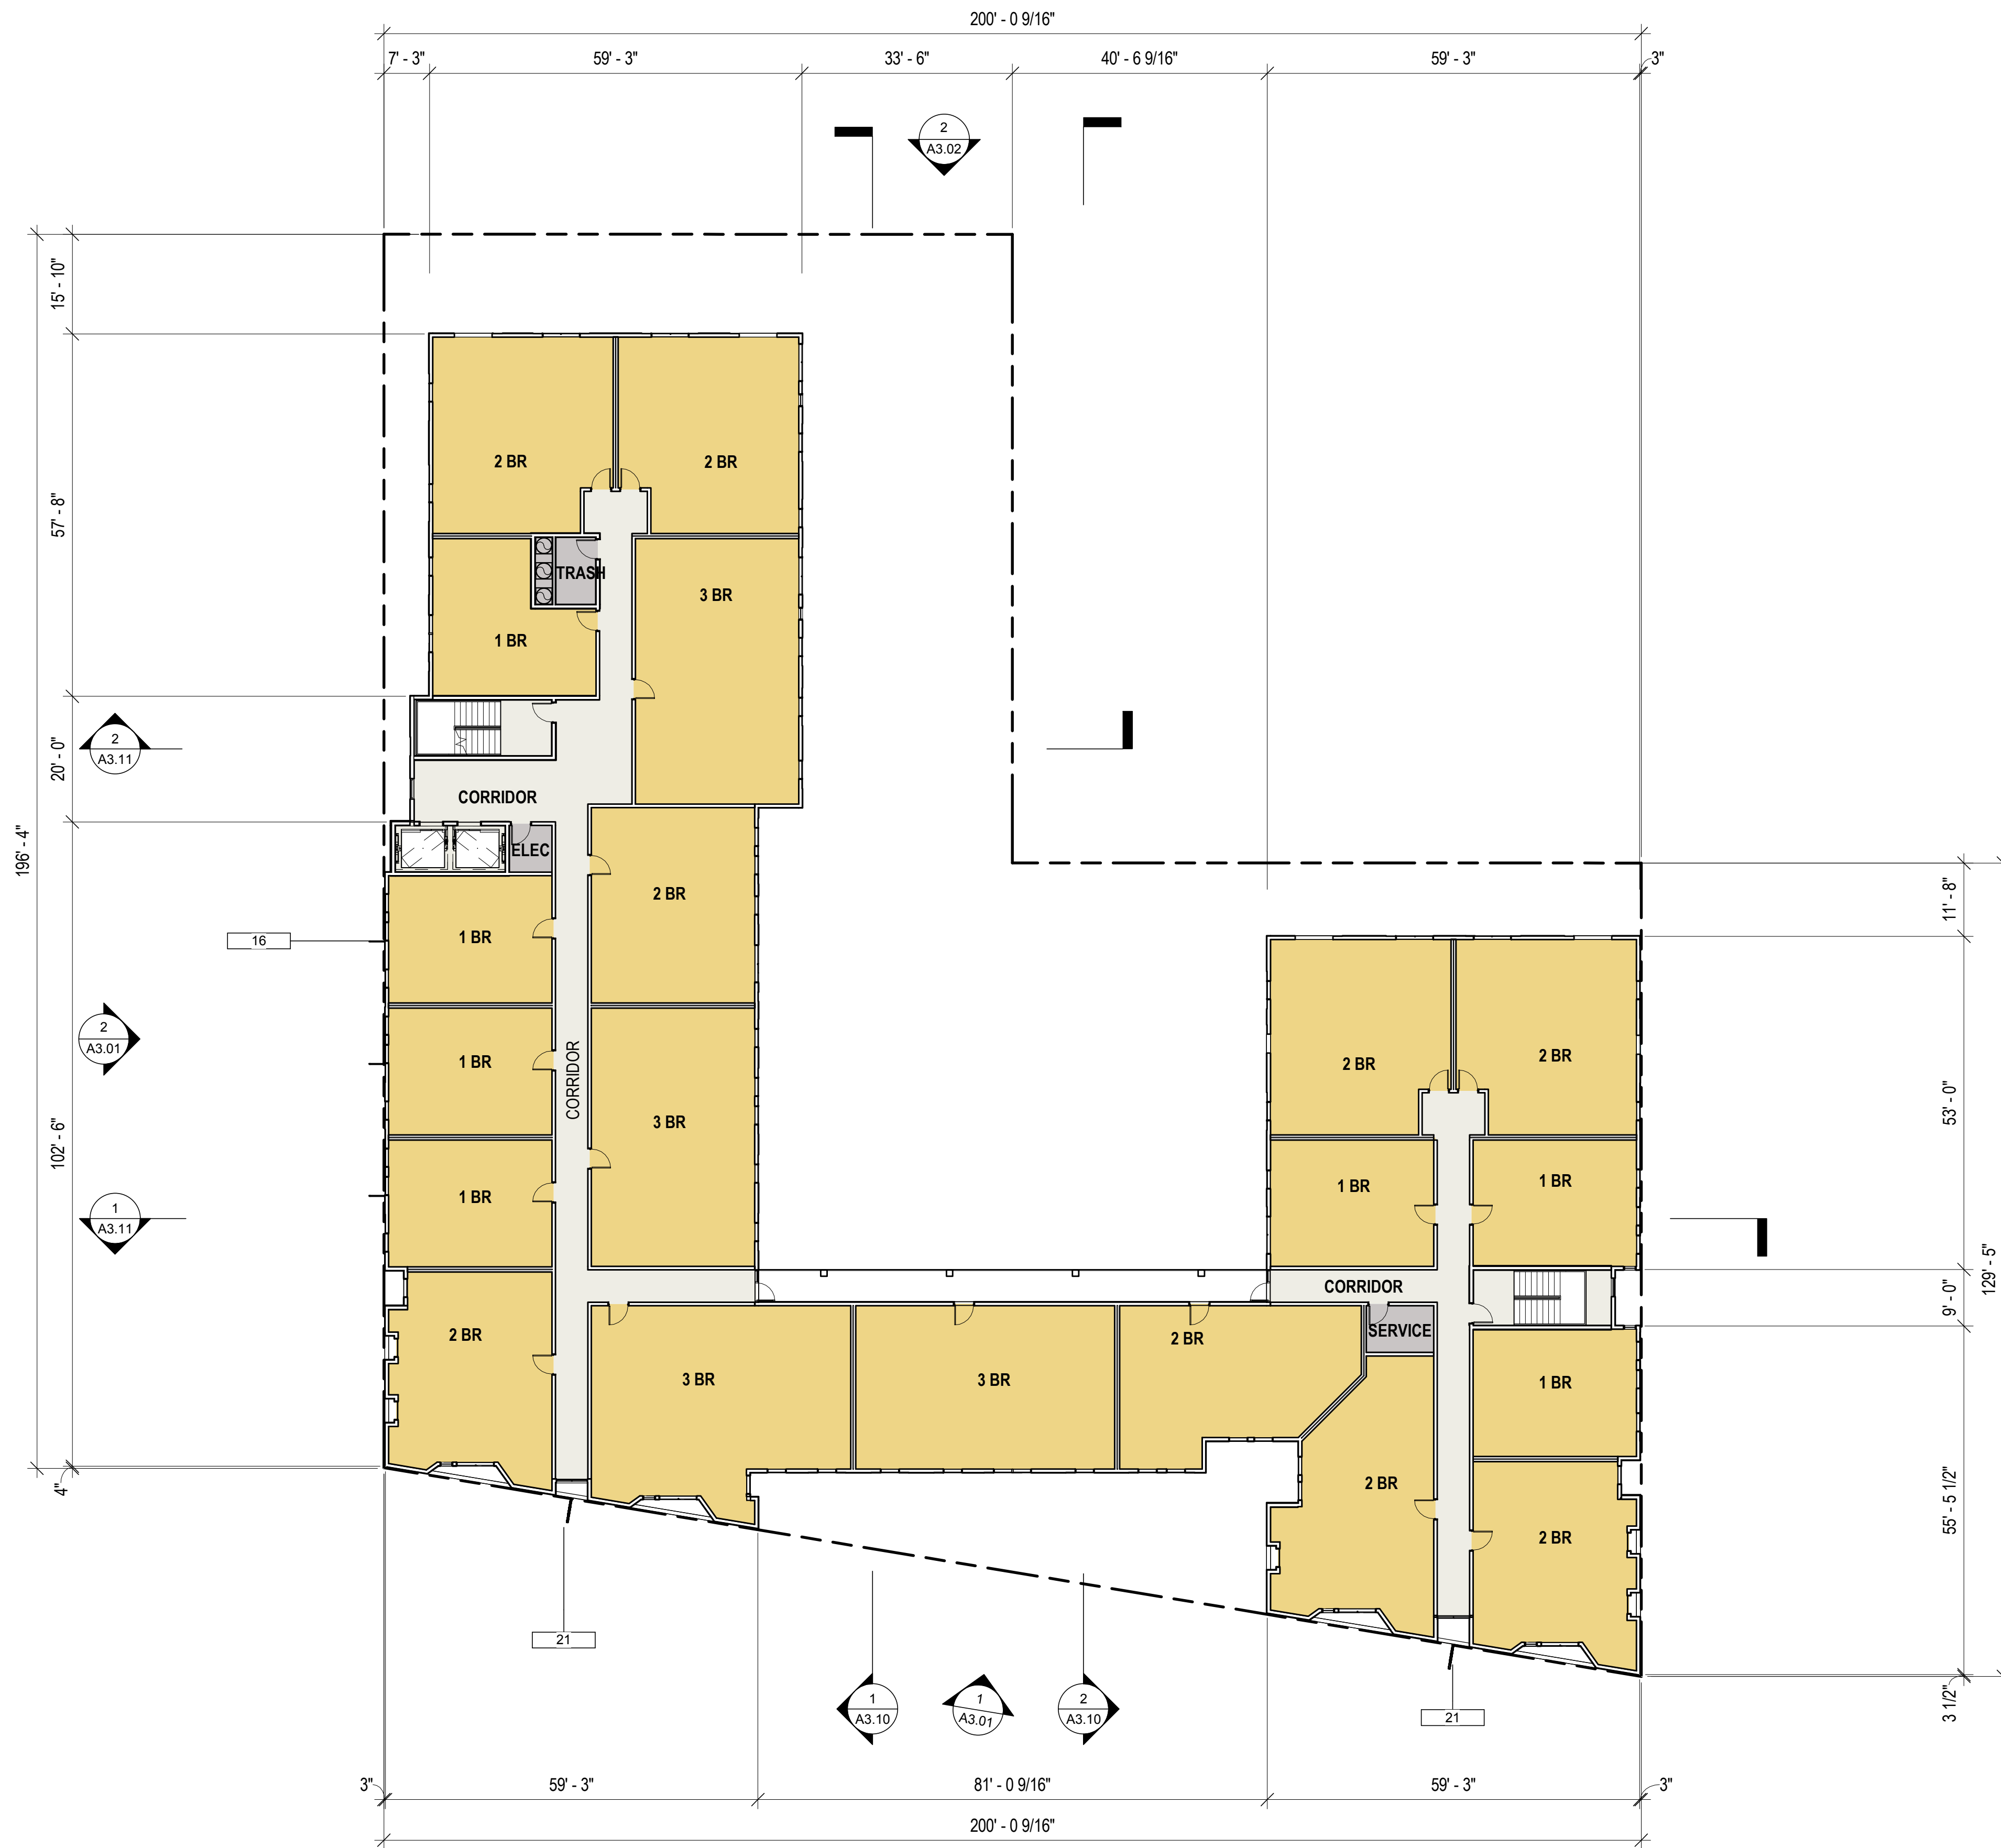 200' - 0 9/16"
7' - 3"
59' - 3"
33' - 6"
40' - 6 9/16"
59' - 3"
3"
2
A3.02
15' - 10"
57' - 8"
20' - 0"
196' - 4"
102' - 6"
4"
2 BR
2 BR
TRASH
3 BR
1 BR
2
A3.11
CORRIDOR
ELEC
2 BR
1 BR
16
2
A3.01
1 BR
CORRIDOR
3 BR
1 BR
1
A3.11
2 BR
3 BR
3 BR
2 BR
2 BR
2 BR
1 BR
1 BR
CORRIDOR
SERVICE
1 BR
2 BR
2 BR
11' - 8"
53' - 0"
9' - 0"
129' - 5"
55' - 5 1/2"
3 1/2"
21
1
A3.10
1
A3.01
2
A3.10
21
3"
59' - 3"
81' - 0 9/16"
59' - 3"
3"
200' - 0 9/16"